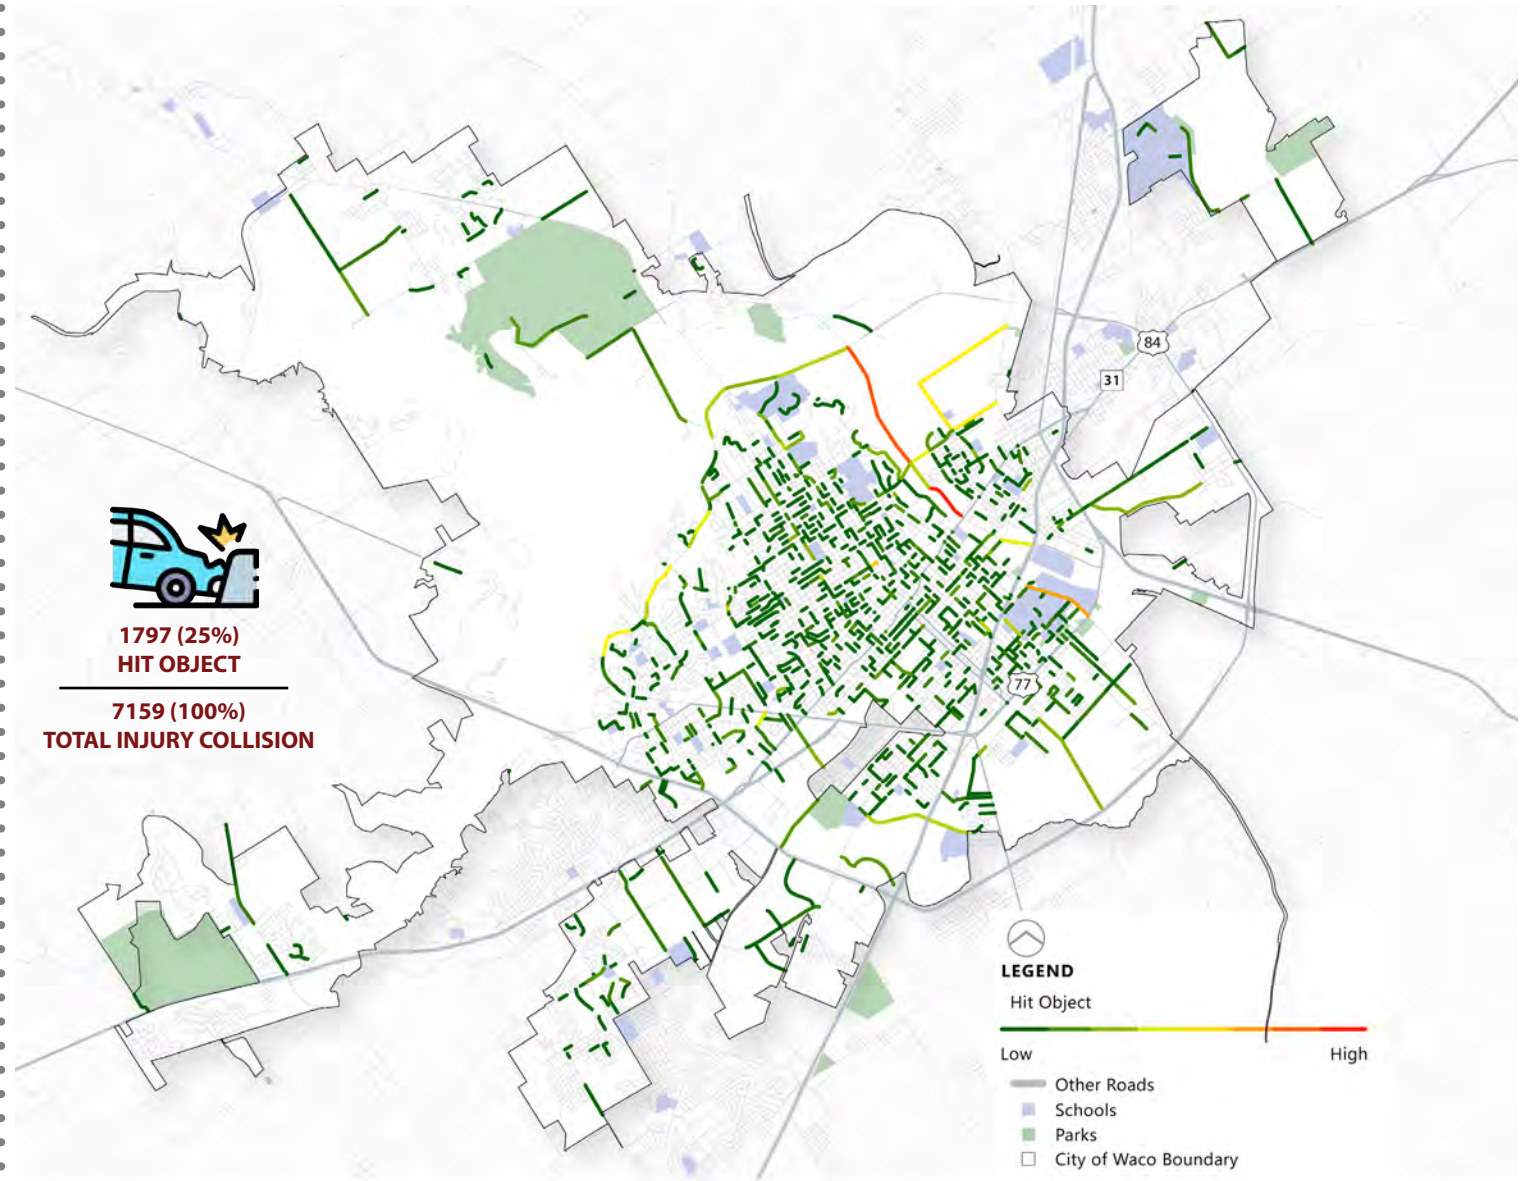 84
31
1797 (25%)
HIT OBJECT
7159 (100%)
TOTAL INJURY COLLISION
77
LEGEND
Hit Object
Low High
Other Roads
Schools
Parks
City of Waco Boundary